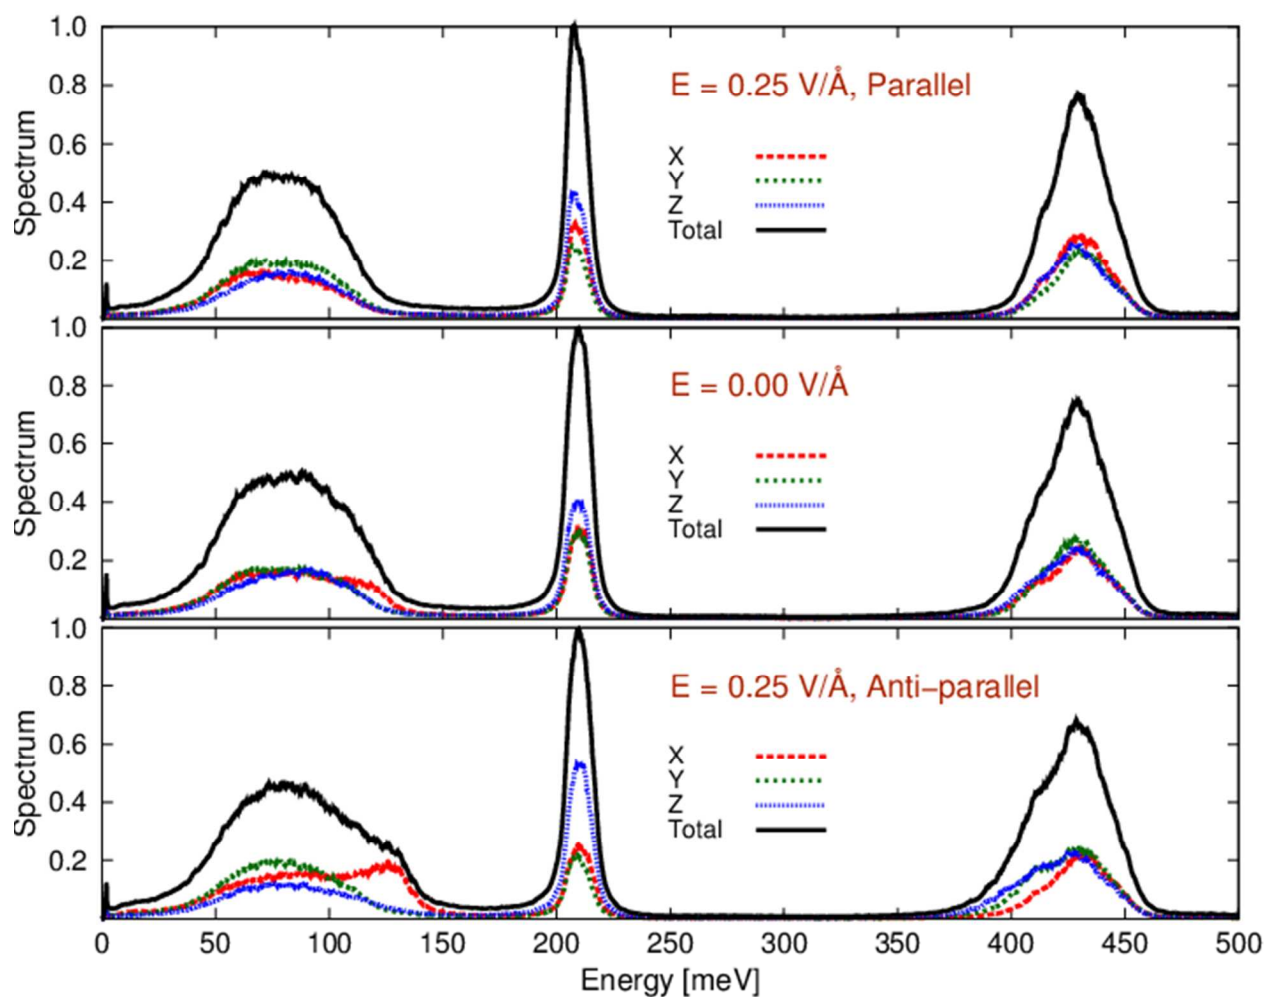 1.0
0.8
0.6
0.4
0.2
Spectrum
E = 0.25 V/Å, Parallel
X
Y
Z
Total
1.0
0.8
0.6
0.4
0.2
Spectrum
E = 0.00 V/Å
X
Y
Z
Total
1.0
0.8
0.6
0.4
0.2
Spectrum
E = 0.25 V/Å, Anti−parallel
X
Y
Z
Total
0 50 100 150 200 250 300 350 400 450 500
Energy [meV]